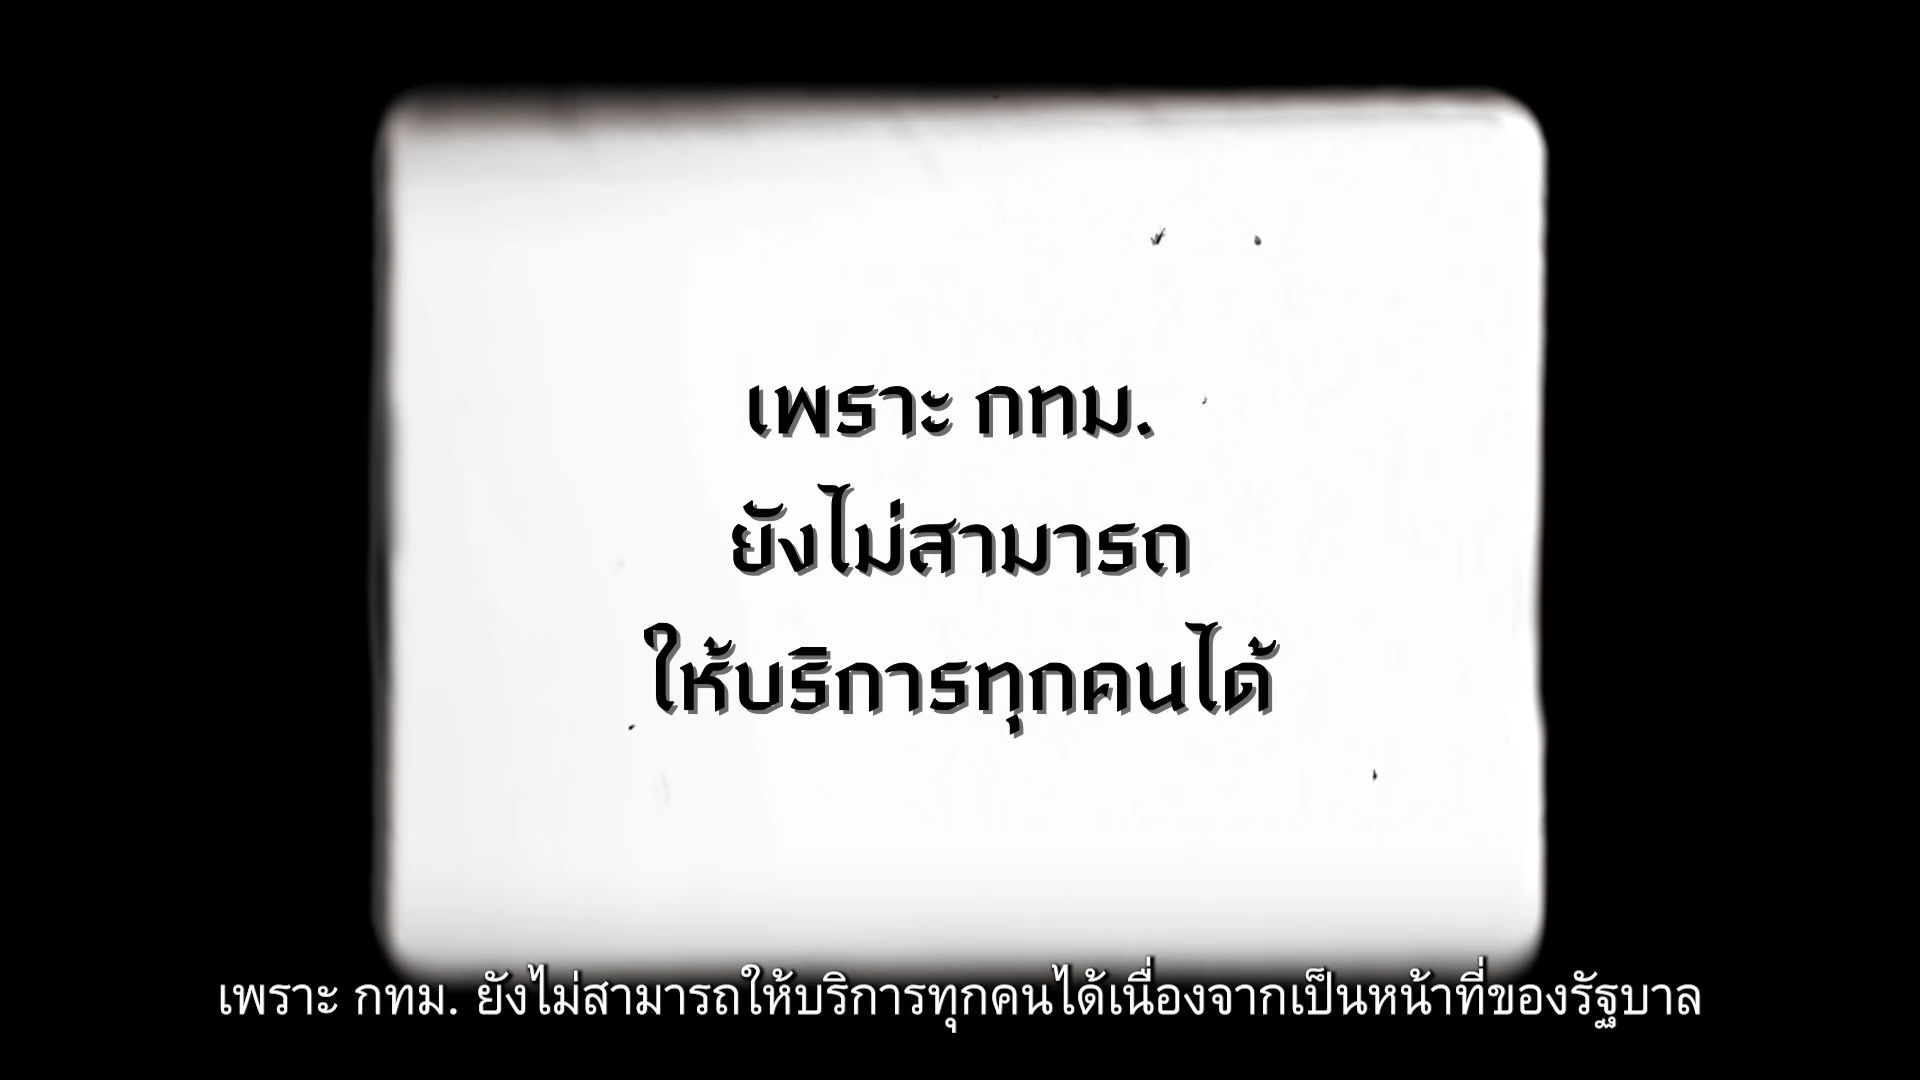 เพราะ กทม.
ยังไม่สามารถ
ให้บริการทุกคนได้
เพราะ กทม. ยังไม่สามารถให้บริการทุกคนได้เนื่องจากเป็นหน้าที่ของรัฐบาล